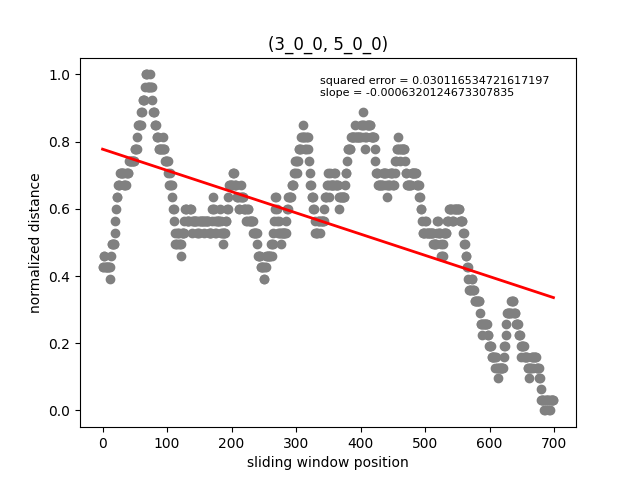 (3_0_0, 5_0_0)
squared error = 0.030116534721617197
slope = -0.0006320124673307835
1.0
0.8
0.6
0.4
0.2
0.0
normalized distance
0 100 200 300 400 500 600 700
sliding window position